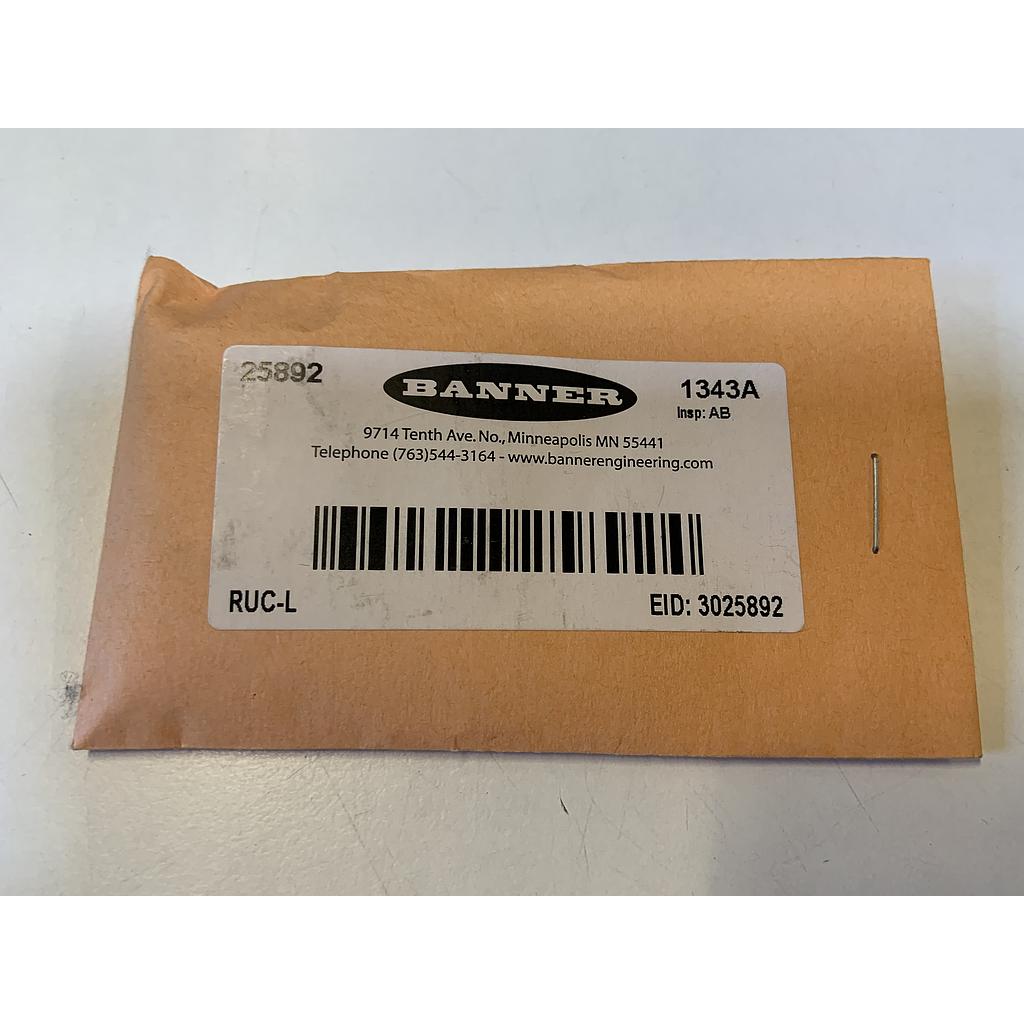 25892
BANNER
1343A
Insp: AB
9714 Tenth Ave. No., Minneapolis MN 55441
Telephone (763)544-3164 - www.bannerengineering.com
RUC-L
EID: 3025892